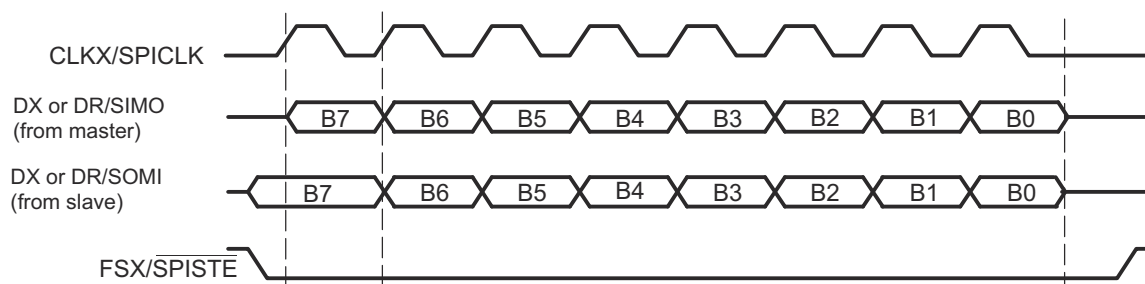 CLKX/SPICLK
DX or DR/SIMO
(from master)
B7 B6 B5 B4 B3 B2 B1 B0
DX or DR/SOMI
(from slave)
B7 B6 B5 B4 B3 B2 B1 B0
FSX/SPISTE